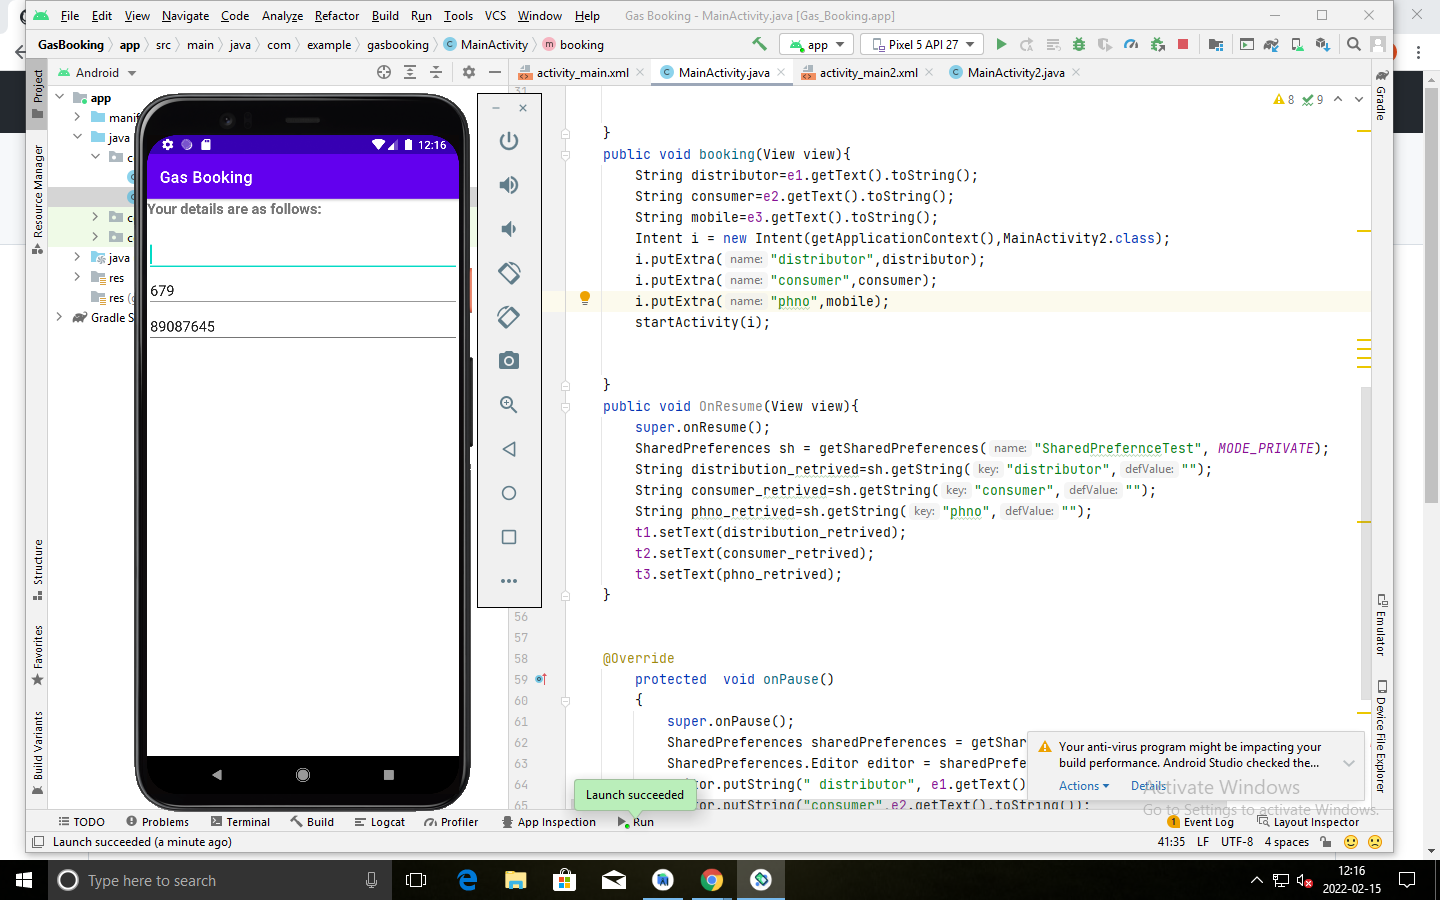 File Edit View Navigate Code Analyze Refactor Build Run Tools VCS Window Help Gas Booking - MainActivity.java [Gas_Booking.app]
GasBooking app src main java com example gasbooking MainActivity booking app Pixel 5 API 27
Android activity_main.xml MainActivity.java activity_main2.xml MainActivity2.java
Project
Resource Manager
Structure
Favorites
Build Variants
app
manif
java
c
c
c
java
res
res (g
Gradle S
12:16
Gas Booking
Your details are as follows:
679
89087645
31
8 9
}
public void booking(View view){
String distributor=e1.getText().toString();
String consumer=e2.getText().toString();
String mobile=e3.getText().toString();
Intent i = new Intent(getApplicationContext(),MainActivity2.class);
i.putExtra( name: "distributor",distributor);
i.putExtra( name: "consumer",consumer);
i.putExtra( name: "phno",mobile);
startActivity(i);
}
public void OnResume(View view){
super.onResume();
SharedPreferences sh = getSharedPreferences( name: "SharedPrefernceTest", MODE_PRIVATE);
String distribution_retrived=sh.getString( key: "distributor", defValue: "");
String consumer_retrived=sh.getString( key: "consumer", defValue: "");
String phno_retrived=sh.getString( key: "phno", defValue: "");
t1.setText(distribution_retrived);
t2.setText(consumer_retrived);
t3.setText(phno_retrived);
}
56
57
58 @Override
59 protected void onPause()
60 {
61 super.onPause();
62 SharedPreferences sharedPreferences = getShar
63 SharedPreferences.Editor editor = sharedPrefe
64 tor.putString(" distributor", e1.getText()
65 tor.putString("consumer",e2.getText().toString());
Gradle
Emulator
Device File Explorer
Your anti-virus program might be impacting your
build performance. Android Studio checked the...
Actions Details
Activate Windows
Go to Settings to activate Windows.
Launch succeeded
TODO Problems Terminal Build Logcat Profiler App Inspection Run 1 Event Log Layout Inspector
Launch succeeded (a minute ago) 41:35 LF UTF-8 4 spaces
Type here to search
12:16
2022-02-15